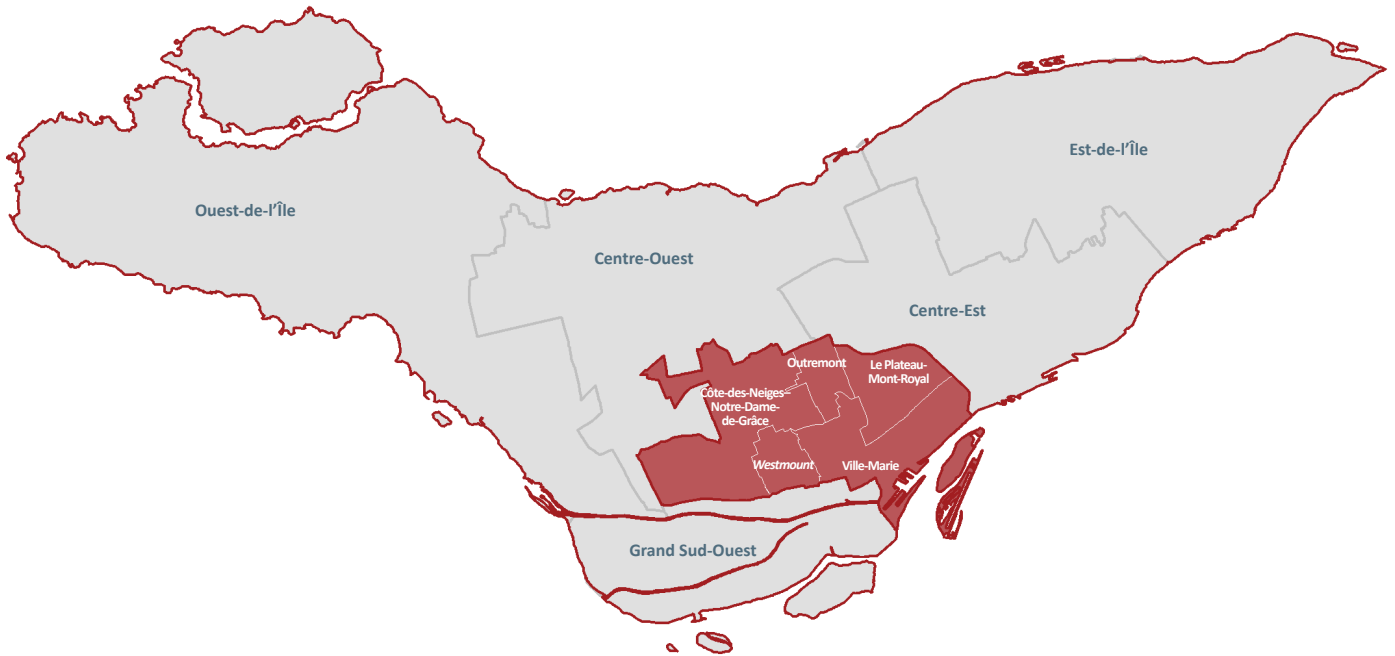 Est-de-l'Île
Ouest-de-l'Île
Centre-Ouest
Centre-Est
Outremont
Le Plateau-
Mont-Royal
Côte-des-Neiges–
Notre-Dame-
de-Grâce
Westmount
Ville-Marie
Grand Sud-Ouest